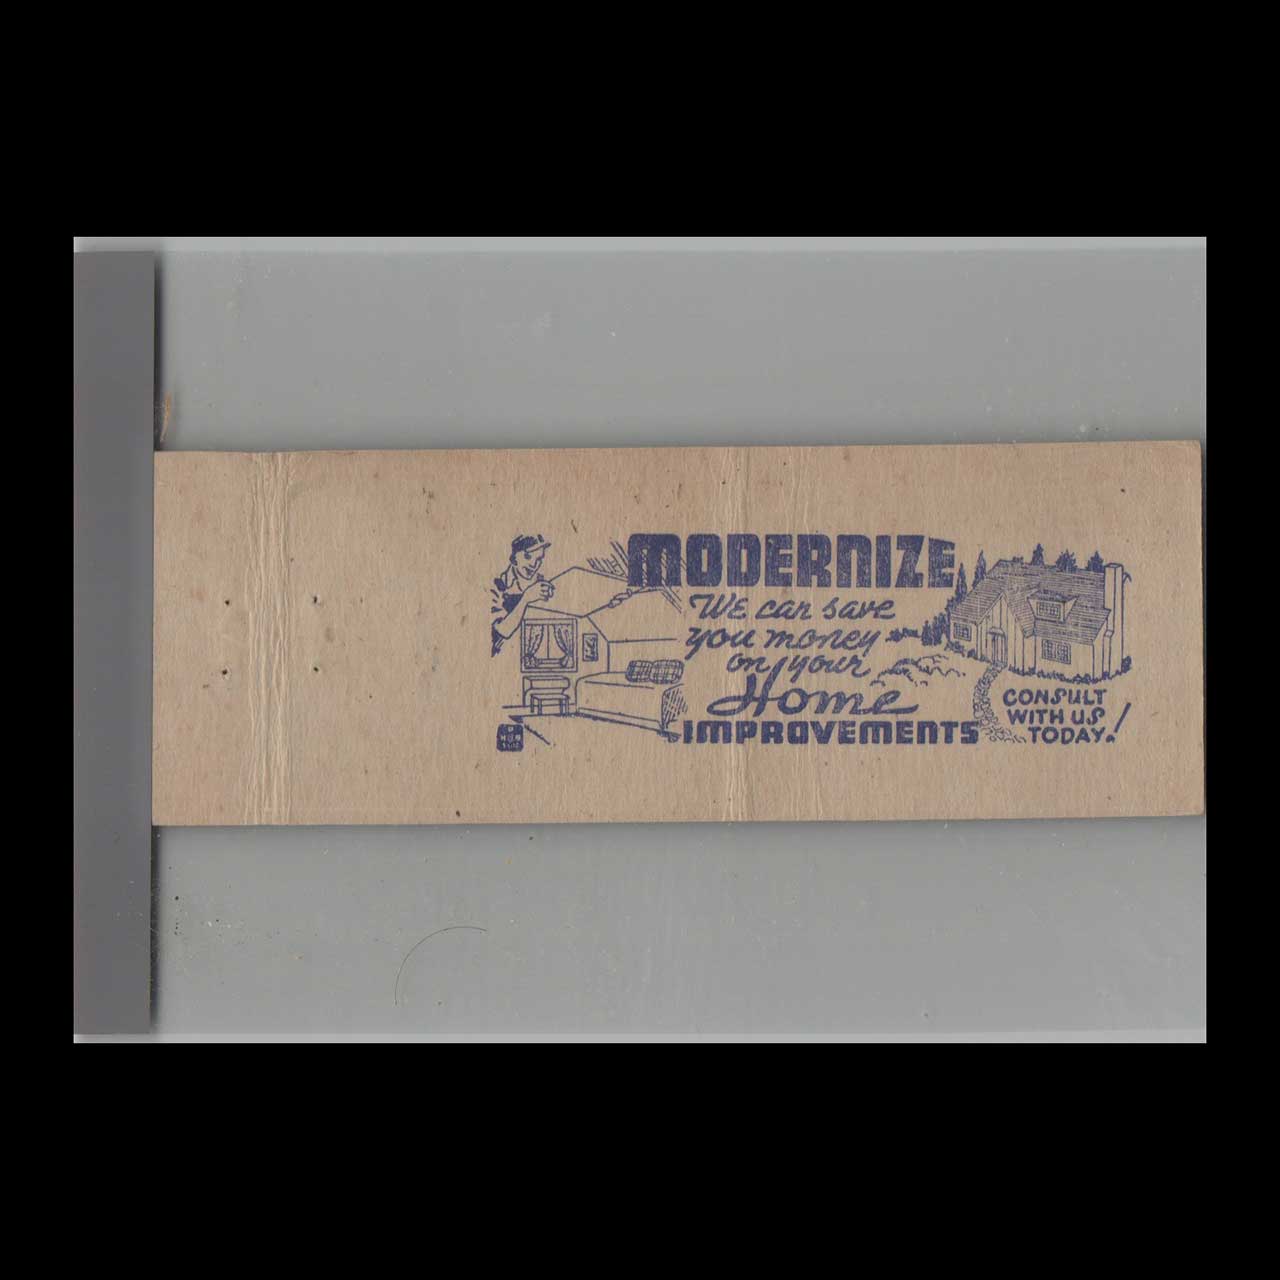 MODERNIZE
WE can save
you money
on your
Home
IMPROVEMENTS
CONSULT
WITH US
TODAY!